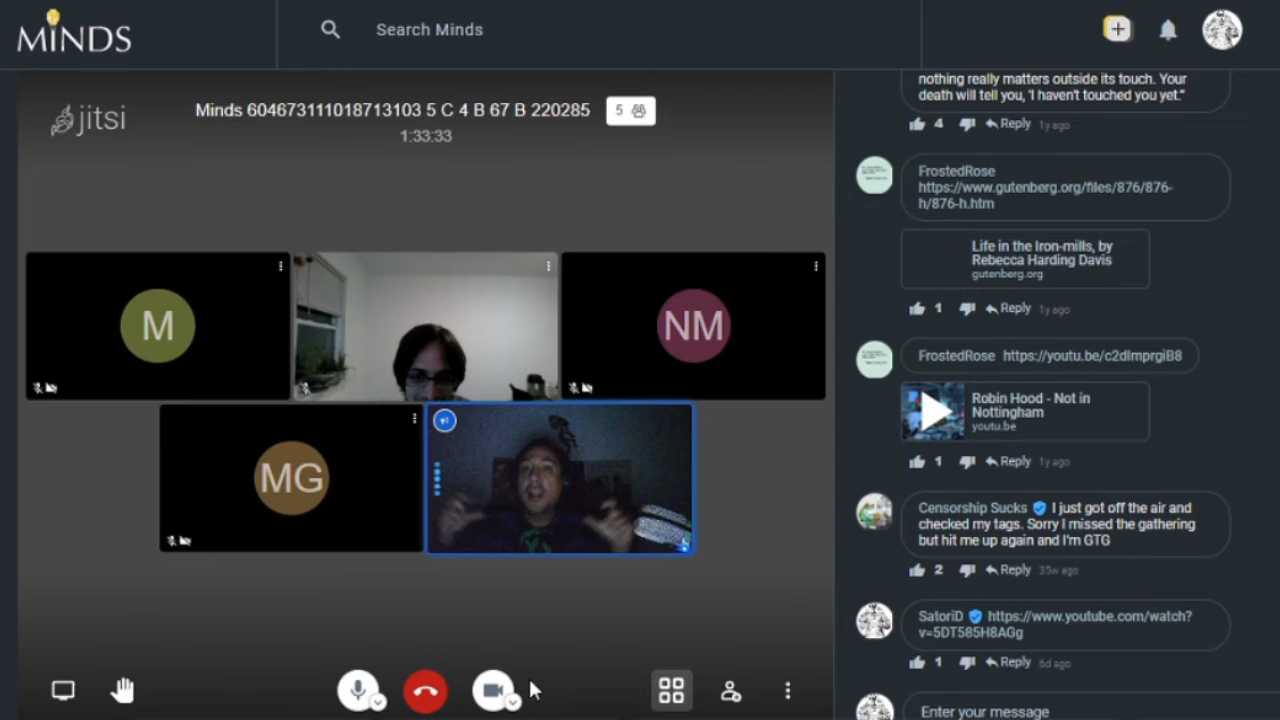 MINDS
Search Minds
jitsi
Minds 604673111018713103 5 C 4 B 67 B 220285
5
1:33:33
M
NM
MG
nothing really matters outside its touch. Your
death will tell you, 'I haven't touched you yet."
4 Reply 1y ago
FrostedRose
https://www.gutenberg.org/files/876/876-
h/876-h.htm
Life in the Iron-mills, by
Rebecca Harding Davis
gutenberg.org
1 Reply 1y ago
FrostedRose https://youtu.be/c2dlmprgiB8
Robin Hood - Not in
Nottingham
youtu.be
1 Reply 1y ago
Censorship Sucks I just got off the air and
checked my tags. Sorry I missed the gathering
but hit me up again and I'm GTG
2 Reply 35w ago
SatoriD https://www.youtube.com/watch?
v=5DT585H8AGg
1 Reply 6d ago
Enter your message